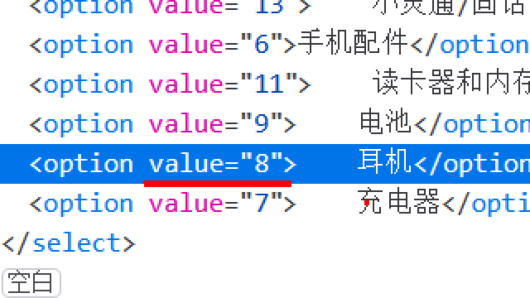 <option value="13">     小灵通/固话
<option value="6">手机配件</option
<option value="11">     读卡器和内存
<option value="9">     电池</option
<option value="8">     耳机</option
<option value="7">     充电器</opti
</select>
空白